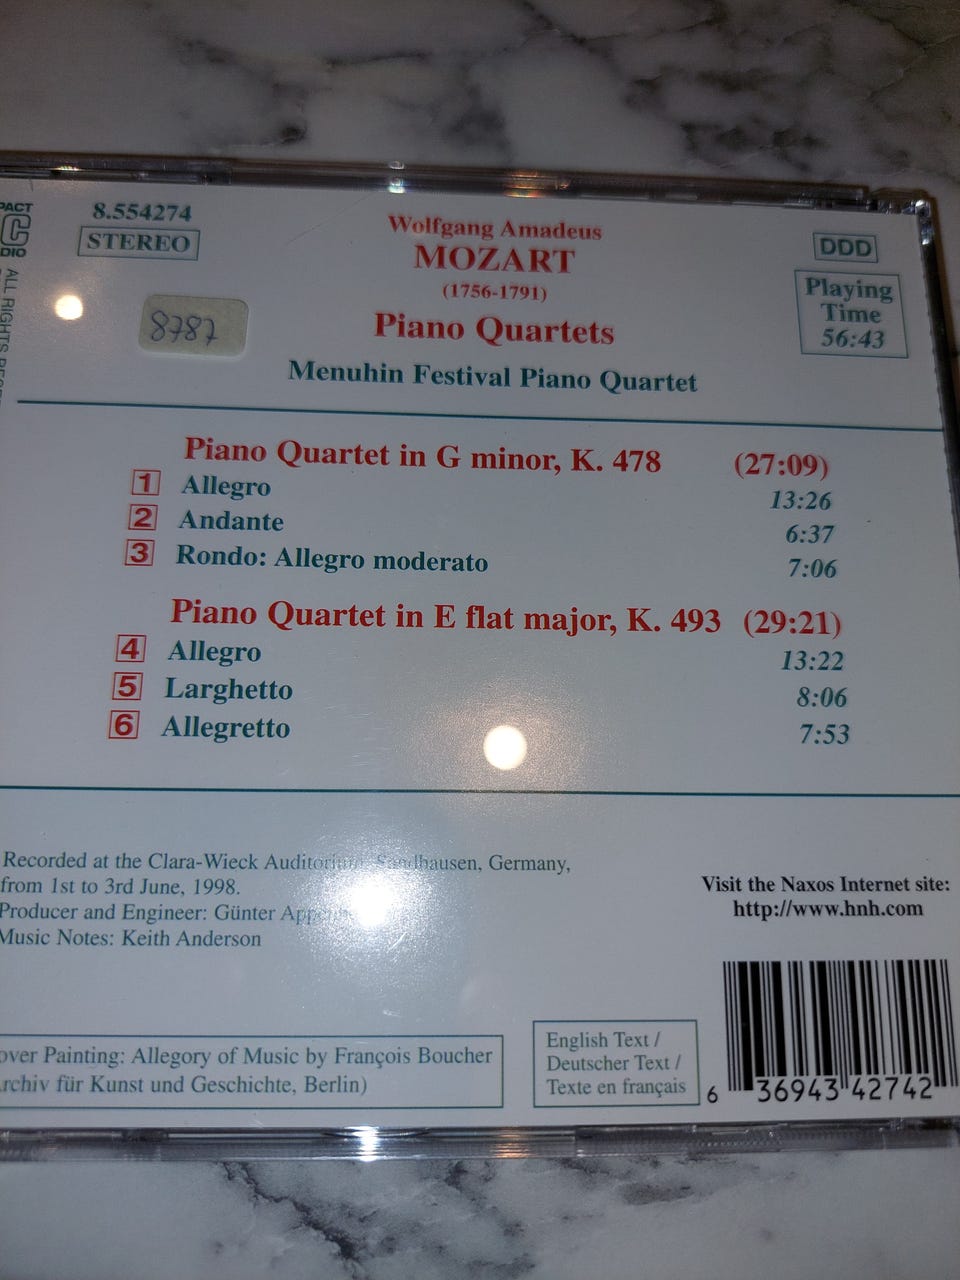 PACT
DIO
ALL RIGHTS
8.554274
STEREO
8787
Wolfgang Amadeus
MOZART
(1756-1791)
Piano Quartets
Menuhin Festival Piano Quartet
DDD
Playing
Time
56:43
Piano Quartet in G minor, K. 478 (27:09)
1 Allegro 13:26
2 Andante 6:37
3 Rondo: Allegro moderato 7:06
Piano Quartet in E flat major, K. 493 (29:21)
4 Allegro 13:22
5 Larghetto 8:06
6 Allegretto 7:53
Recorded at the Clara-Wieck Auditorium, Sandhausen, Germany,
from 1st to 3rd June, 1998.
Producer and Engineer: Günter
Music Notes: Keith Anderson
Visit the Naxos Internet site:
http://www.hnh.com
over Painting: Allegory of Music by François Boucher
rchiv für Kunst und Geschichte, Berlin)
English Text /
Deutscher Text /
Texte en français
6 36943 42742